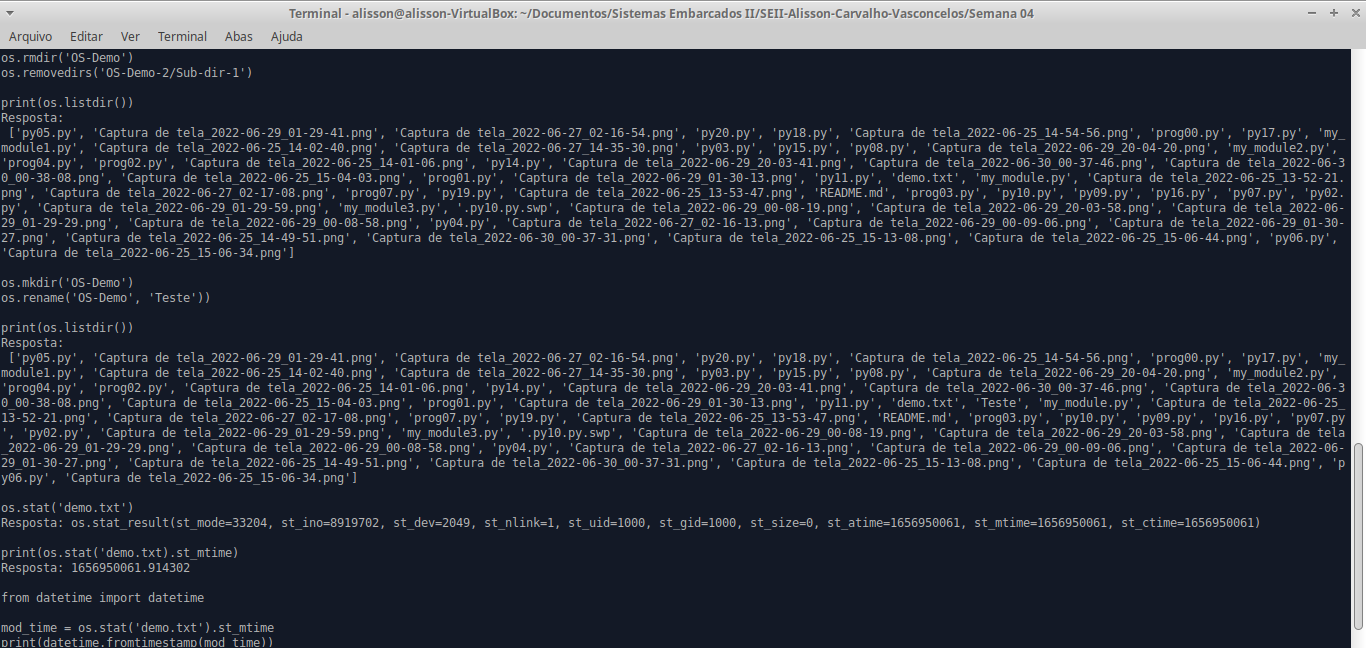 Terminal - alisson@alisson-VirtualBox: ~/Documentos/Sistemas Embarcados II/SEII-Alisson-Carvalho-Vasconcelos/Semana 04
Arquivo Editar Ver Terminal Abas Ajuda
os.rmdir('OS-Demo')
os.removedirs('OS-Demo-2/Sub-dir-1')
print(os.listdir())
Resposta:
['py05.py', 'Captura de tela_2022-06-29_01-29-41.png', 'Captura de tela_2022-06-27_02-16-54.png', 'py20.py', 'py18.py', 'Captura de tela_2022-06-25_14-54-56.png', 'prog00.py', 'py17.py', 'my_
module1.py', 'Captura de tela_2022-06-25_14-02-40.png', 'Captura de tela_2022-06-27_14-35-30.png', 'py03.py', 'py15.py', 'py08.py', 'Captura de tela_2022-06-29_20-04-20.png', 'my_module2.py',
'prog04.py', 'prog02.py', 'Captura de tela_2022-06-25_14-01-06.png', 'py14.py', 'Captura de tela_2022-06-29_20-03-41.png', 'Captura de tela_2022-06-30_00-37-46.png', 'Captura de tela_2022-06-3
0_00-38-08.png', 'Captura de tela_2022-06-25_15-04-03.png', 'prog01.py', 'Captura de tela_2022-06-29_01-30-13.png', 'py11.py', 'demo.txt', 'my_module.py', 'Captura de tela_2022-06-25_13-52-21.
png', 'Captura de tela_2022-06-27_02-17-08.png', 'prog07.py', 'py19.py', 'Captura de tela_2022-06-25_13-53-47.png', 'README.md', 'prog03.py', 'py10.py', 'py09.py', 'py16.py', 'py07.py', 'py02.
py', 'Captura de tela_2022-06-29_01-29-59.png', 'my_module3.py', '.py10.py.swp', 'Captura de tela_2022-06-29_00-08-19.png', 'Captura de tela_2022-06-29_20-03-58.png', 'Captura de tela_2022-06-
29_01-29-29.png', 'Captura de tela_2022-06-29_00-08-58.png', 'py04.py', 'Captura de tela_2022-06-27_02-16-13.png', 'Captura de tela_2022-06-29_00-09-06.png', 'Captura de tela_2022-06-29_01-30-
27.png', 'Captura de tela_2022-06-25_14-49-51.png', 'Captura de tela_2022-06-30_00-37-31.png', 'Captura de tela_2022-06-25_15-13-08.png', 'Captura de tela_2022-06-25_15-06-44.png', 'py06.py',
'Captura de tela_2022-06-25_15-06-34.png']
os.mkdir('OS-Demo')
os.rename('OS-Demo', 'Teste'))
print(os.listdir())
Resposta:
['py05.py', 'Captura de tela_2022-06-29_01-29-41.png', 'Captura de tela_2022-06-27_02-16-54.png', 'py20.py', 'py18.py', 'Captura de tela_2022-06-25_14-54-56.png', 'prog00.py', 'py17.py', 'my_
module1.py', 'Captura de tela_2022-06-25_14-02-40.png', 'Captura de tela_2022-06-27_14-35-30.png', 'py03.py', 'py15.py', 'py08.py', 'Captura de tela_2022-06-29_20-04-20.png', 'my_module2.py',
'prog04.py', 'prog02.py', 'Captura de tela_2022-06-25_14-01-06.png', 'py14.py', 'Captura de tela_2022-06-29_20-03-41.png', 'Captura de tela_2022-06-30_00-37-46.png', 'Captura de tela_2022-06-3
0_00-38-08.png', 'Captura de tela_2022-06-25_15-04-03.png', 'prog01.py', 'Captura de tela_2022-06-29_01-30-13.png', 'py11.py', 'demo.txt', 'Teste', 'my_module.py', 'Captura de tela_2022-06-25_
13-52-21.png', 'Captura de tela_2022-06-27_02-17-08.png', 'prog07.py', 'py19.py', 'Captura de tela_2022-06-25_13-53-47.png', 'README.md', 'prog03.py', 'py10.py', 'py09.py', 'py16.py', 'py07.py'
, 'py02.py', 'Captura de tela_2022-06-29_01-29-59.png', 'my_module3.py', '.py10.py.swp', 'Captura de tela_2022-06-29_00-08-19.png', 'Captura de tela_2022-06-29_20-03-58.png', 'Captura de tela
_2022-06-29_01-29-29.png', 'Captura de tela_2022-06-29_00-08-58.png', 'py04.py', 'Captura de tela_2022-06-27_02-16-13.png', 'Captura de tela_2022-06-29_00-09-06.png', 'Captura de tela_2022-06-
29_01-30-27.png', 'Captura de tela_2022-06-25_14-49-51.png', 'Captura de tela_2022-06-30_00-37-31.png', 'Captura de tela_2022-06-25_15-13-08.png', 'Captura de tela_2022-06-25_15-06-44.png', 'p
y06.py', 'Captura de tela_2022-06-25_15-06-34.png']
os.stat('demo.txt')
Resposta: os.stat_result(st_mode=33204, st_ino=8919702, st_dev=2049, st_nlink=1, st_uid=1000, st_gid=1000, st_size=0, st_atime=1656950061, st_mtime=1656950061, st_ctime=1656950061)
print(os.stat('demo.txt).st_mtime)
Resposta: 1656950061.914302
from datetime import datetime
mod_time = os.stat('demo.txt').st_mtime
print(datetime.fromtimestamp(mod_time))